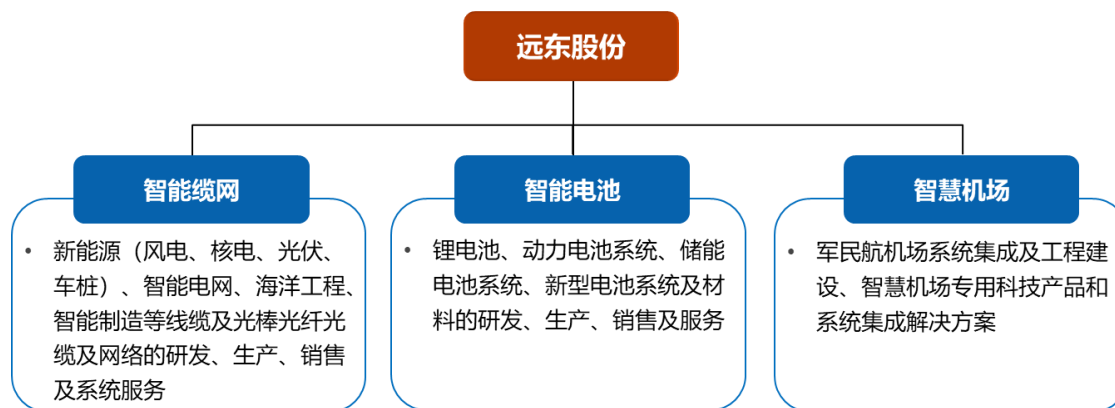 远东股份
智能缆网
• 新能源（风电、核电、光伏、
车桩）、智能电网、海洋工程、
智能制造等线缆及光棒光纤光
缆及网络的研发、生产、销售
及系统服务
智能电池
• 锂电池、动力电池系统、储能
电池系统、新型电池系统及材
料的研发、生产、销售及服务
智慧机场
• 军民航机场系统集成及工程建
设、智慧机场专用科技产品和
系统集成解决方案